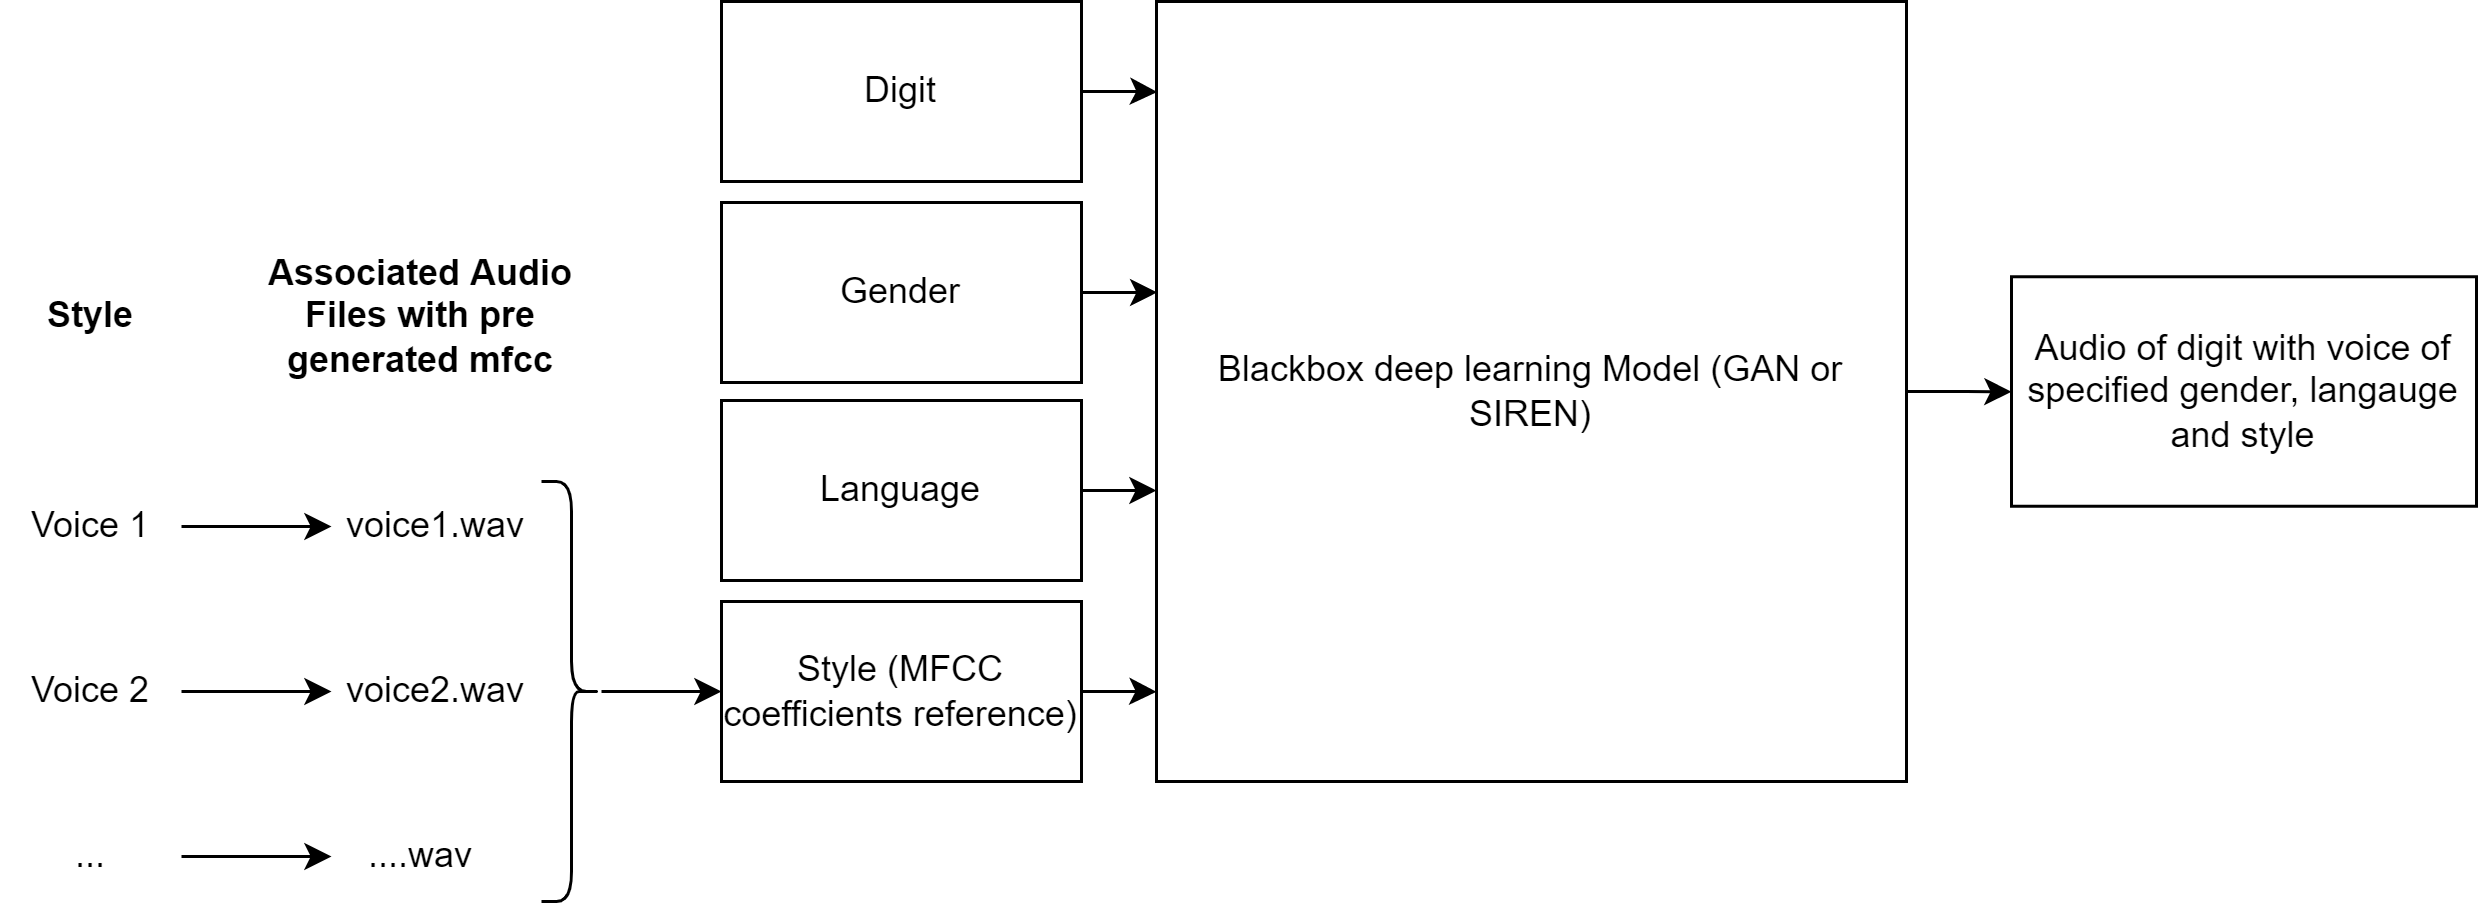 Style
Associated Audio
Files with pre
generated mfcc
Voice 1
voice1.wav
Voice 2
voice2.wav
...
....wav
Digit
Gender
Language
Style (MFCC
coefficients reference)
Blackbox deep learning Model (GAN or
SIREN)
Audio of digit with voice of
specified gender, langauge
and style